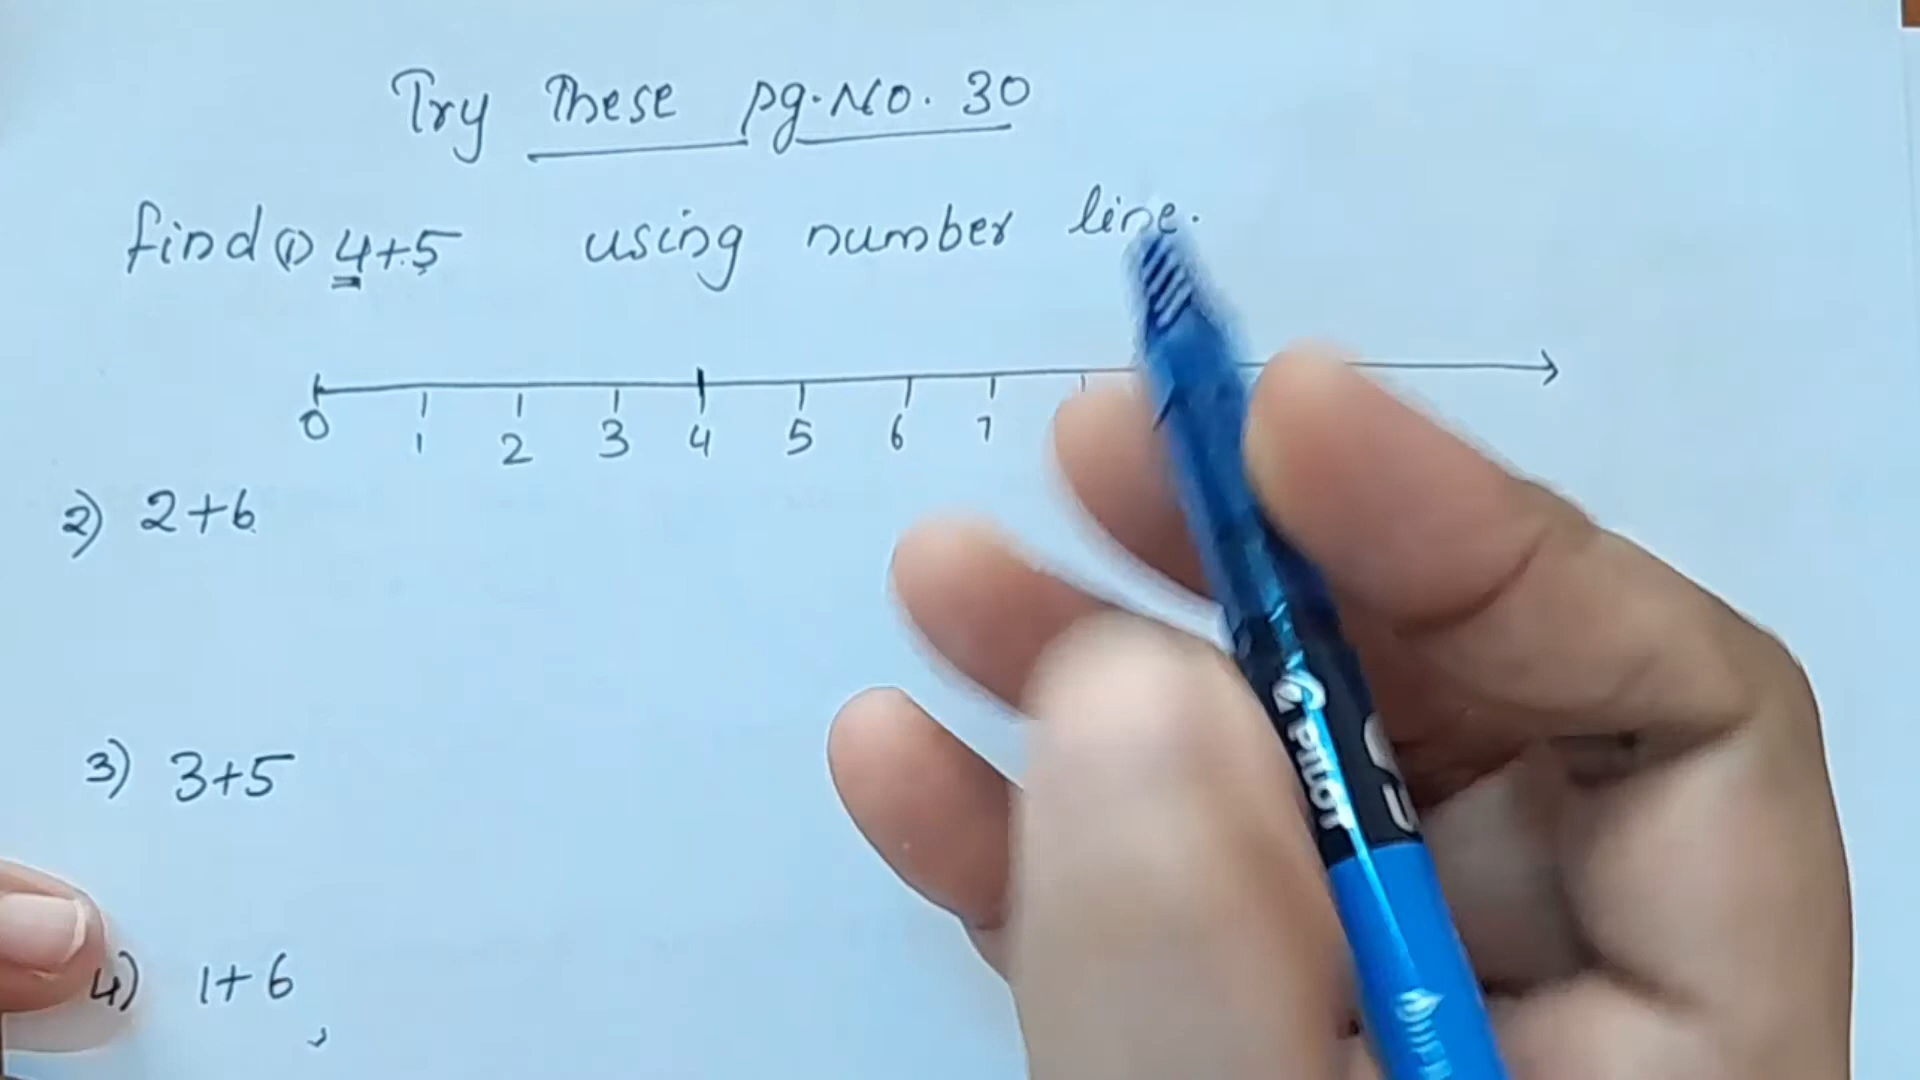 Try These pg.No. 30
find ① 4+5 using number line.
0 1 2 3 4 5 6 7
2) 2+6
3) 3+5
4) 1+6,
PILOT